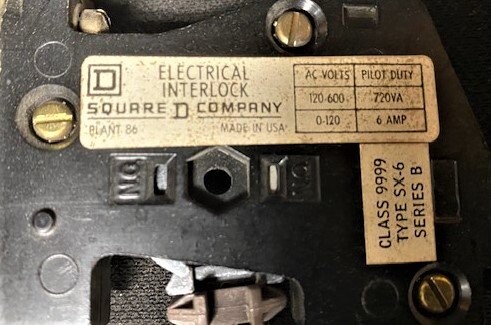 D
ELECTRICAL
INTERLOCK
SQUARE D COMPANY
PLANT 86 MADE IN USA
AC VOLTS PILOT DUTY
120-600 720VA
0-120 6 AMP
CLASS 9999
TYPE SX-6
SERIES B
NO